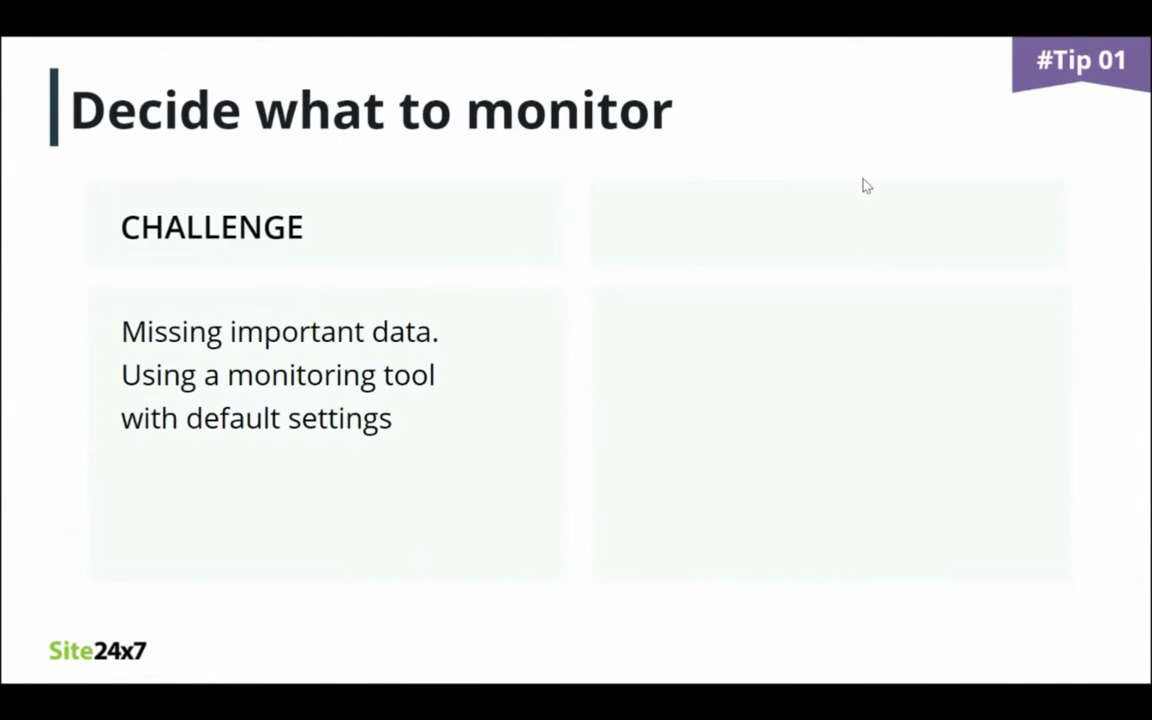 #Tip 01
Decide what to monitor
CHALLENGE
Missing important data.
Using a monitoring tool
with default settings
Site24x7